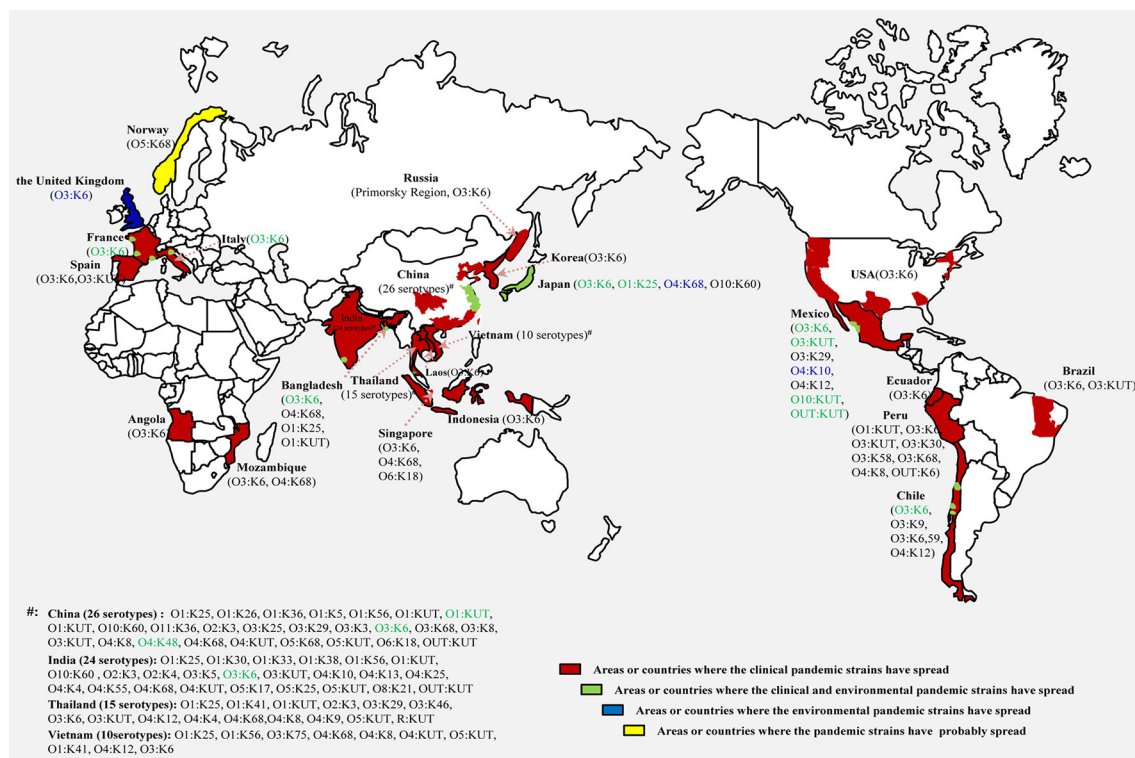 Norway
(O5:K68)
the United Kingdom
(O3:K6)
France
(O3:K6)
Italy(O3:K6)
Spain
(O3:K6,O3:KUT)
Russia
(Primorsky Region, O3:K6)
Korea(O3:K6)
China
(26 serotypes)#
Japan (O3:K6, O1:K25, O4:K68, O10:K60)
India
(24 serotypes)#
Vietnam (10 serotypes)#
Laos(O3:K6)
Thailand
(15 serotypes)#
Bangladesh
(O3:K6,
O4:K68,
O1:K25,
O1:KUT)
Singapore
(O3:K6,
O4:K68,
O6:K18)
Indonesia (O3:K6)
Angola
(O3:K6)
Mozambique
(O3:K6, O4:K68)
USA(O3:K6)
Mexico
(O3:K6,
O3:KUT,
O3:K29,
O4:K10,
O4:K12,
O10:KUT,
OUT:KUT)
Ecuador
(O3:K6)
Brazil
(O3:K6, O3:KUT)
Peru
(O1:KUT, O3:K6,
O3:KUT, O3:K30,
O3:K58, O3:K68,
O4:K8, OUT:K6)
Chile
(O3:K6,
O3:K9,
O3:K6,59,
O4:K12)
#: China (26 serotypes) : O1:K25, O1:K26, O1:K36, O1:K5, O1:K56, O1:KUT, O1:KUT,
O1:KUT, O10:K60, O11:K36, O2:K3, O3:K25, O3:K29, O3:K3, O3:K6, O3:K68, O3:K8,
O3:KUT, O4:K8, O4:K48, O4:K68, O4:KUT, O5:K68, O5:KUT, O6:K18, OUT:KUT
India (24 serotypes): O1:K25, O1:K30, O1:K33, O1:K38, O1:K56, O1:KUT,
O10:K60 , O2:K3, O2:K4, O3:K5, O3:K6, O3:KUT, O4:K10, O4:K13, O4:K25,
O4:K4, O4:K55, O4:K68, O4:KUT, O5:K17, O5:K25, O5:KUT, O8:K21, OUT:KUT
Thailand (15 serotypes): O1:K25, O1:K41, O1:KUT, O2:K3, O3:K29, O3:K46,
O3:K6, O3:KUT, O4:K12, O4:K4, O4:K68,O4:K8, O4:K9, O5:KUT, R:KUT
Vietnam (10serotypes): O1:K25, O1:K56, O3:K75, O4:K68, O4:K8, O4:KUT, O5:KUT,
O1:K41, O4:K12, O3:K6
Areas or countries where the clinical pandemic strains have spread
Areas or countries where the clinical and environmental pandemic strains have spread
Areas or countries where the environmental pandemic strains have spread
Areas or countries where the pandemic strains have probably spread